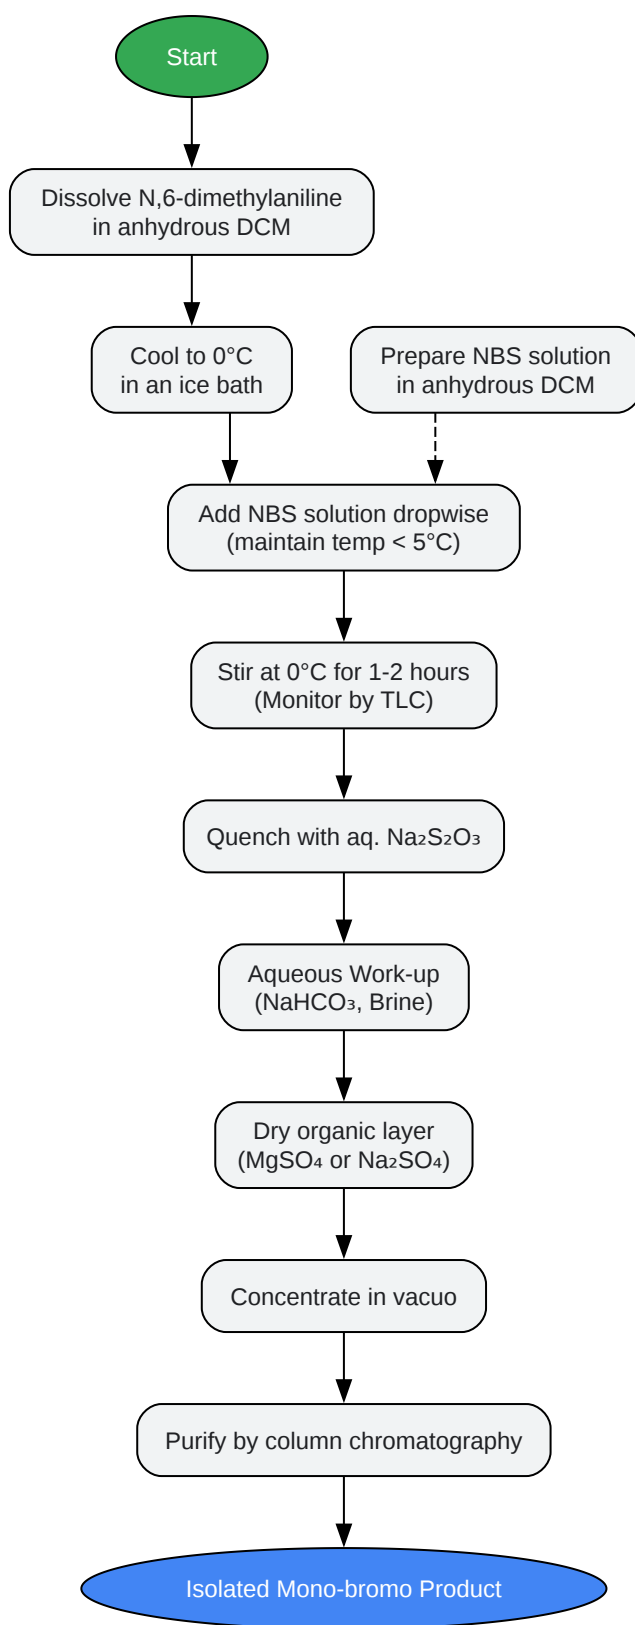 Start
Dissolve N,6-dimethylaniline
in anhydrous DCM
Cool to 0°C
in an ice bath
Prepare NBS solution
in anhydrous DCM
Add NBS solution dropwise
(maintain temp < 5°C)
Stir at 0°C for 1-2 hours
(Monitor by TLC)
Quench with aq. Na₂S₂O₃
Aqueous Work-up
(NaHCO₃, Brine)
Dry organic layer
(MgSO₄ or Na₂SO₄)
Concentrate in vacuo
Purify by column chromatography
Isolated Mono-bromo Product